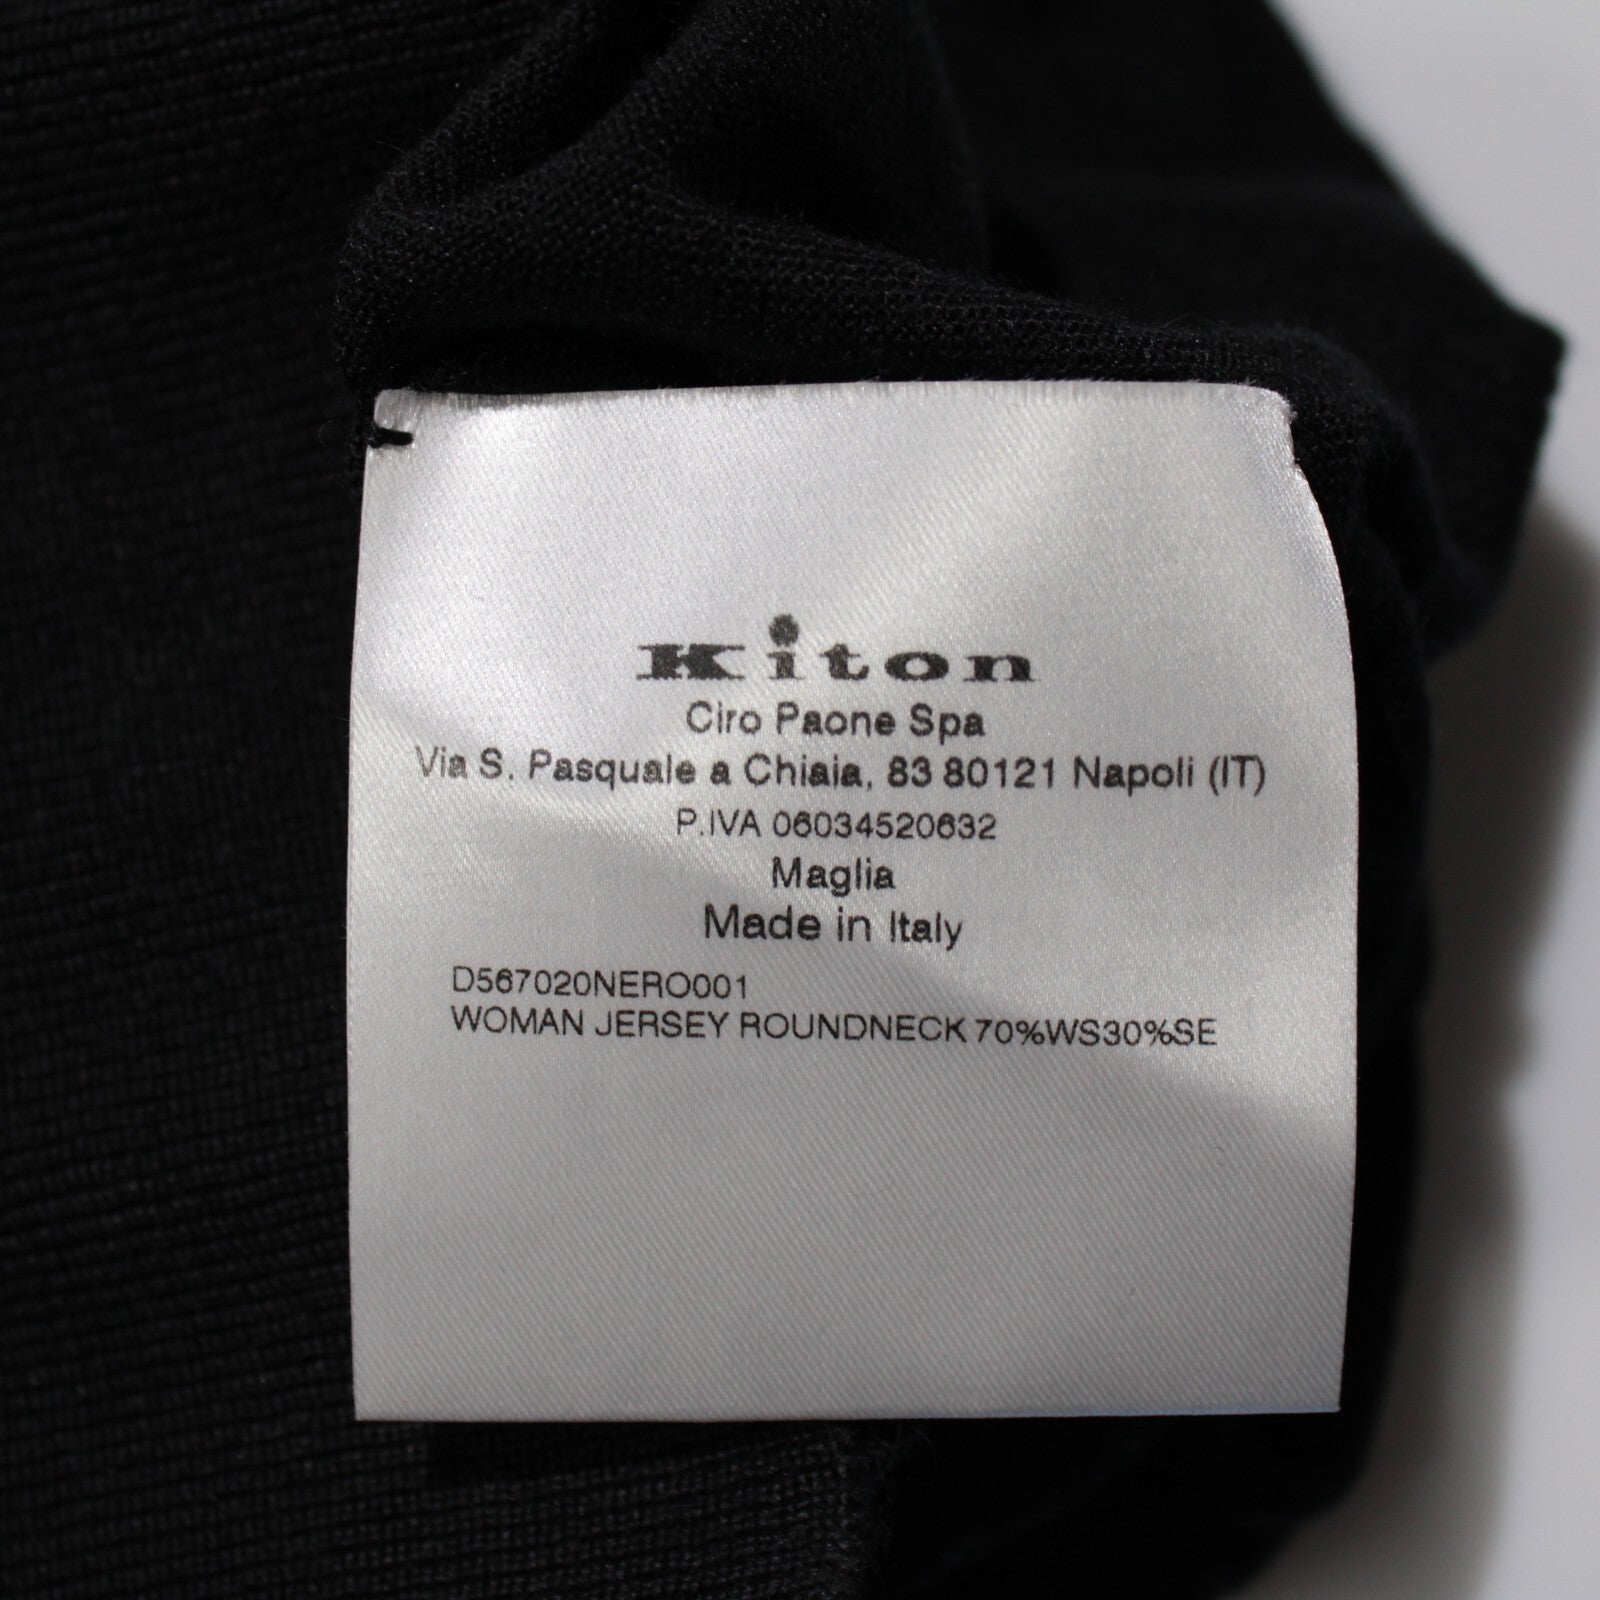 Kiton
Ciro Paone Spa
Via S. Pasquale a Chiaia, 83 80121 Napoli (IT)
P.IVA 06034520632
Maglia
Made in Italy
D567020NERO001
WOMAN JERSEY ROUNDNECK 70%WS30%SE